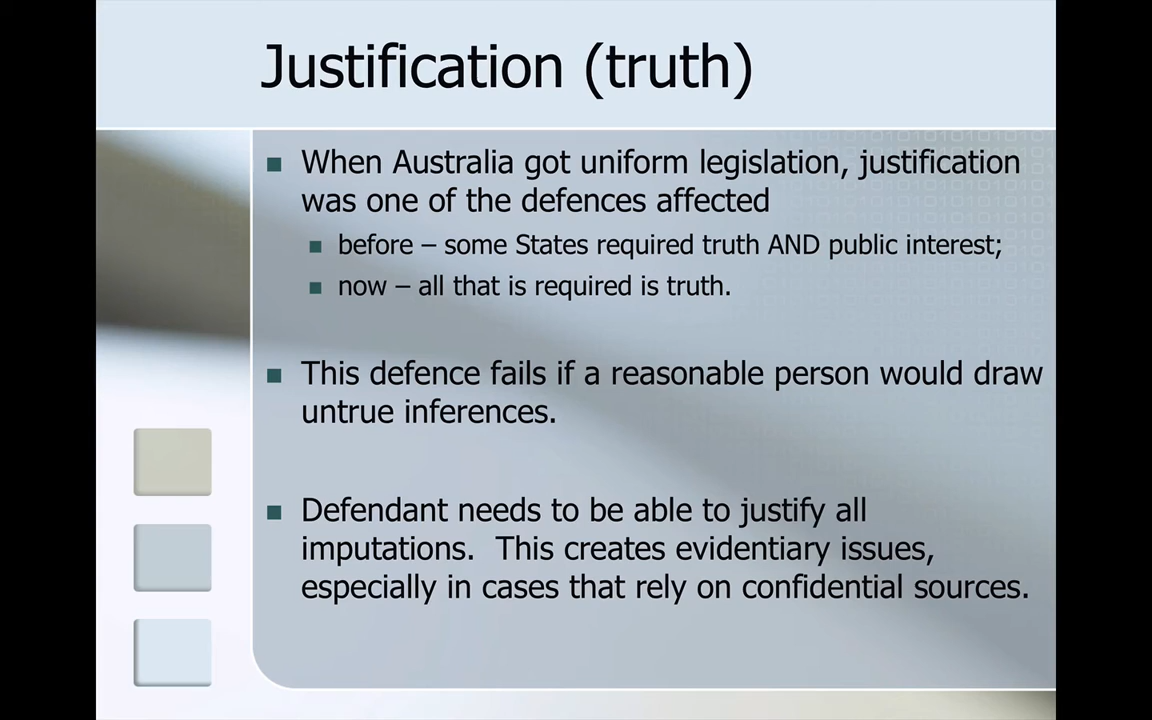 Justification (truth)
When Australia got uniform legislation, justification
was one of the defences affected
before – some States required truth AND public interest;
now – all that is required is truth.
This defence fails if a reasonable person would draw
untrue inferences.
Defendant needs to be able to justify all
imputations.  This creates evidentiary issues,
especially in cases that rely on confidential sources.